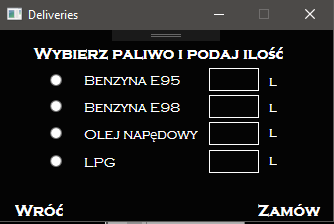 Deliveries
Wybierz paliwo i podaj ilość
Benzyna E95 L
Benzyna E98 L
Olej napędowy L
LPG L
Wróć Zamów